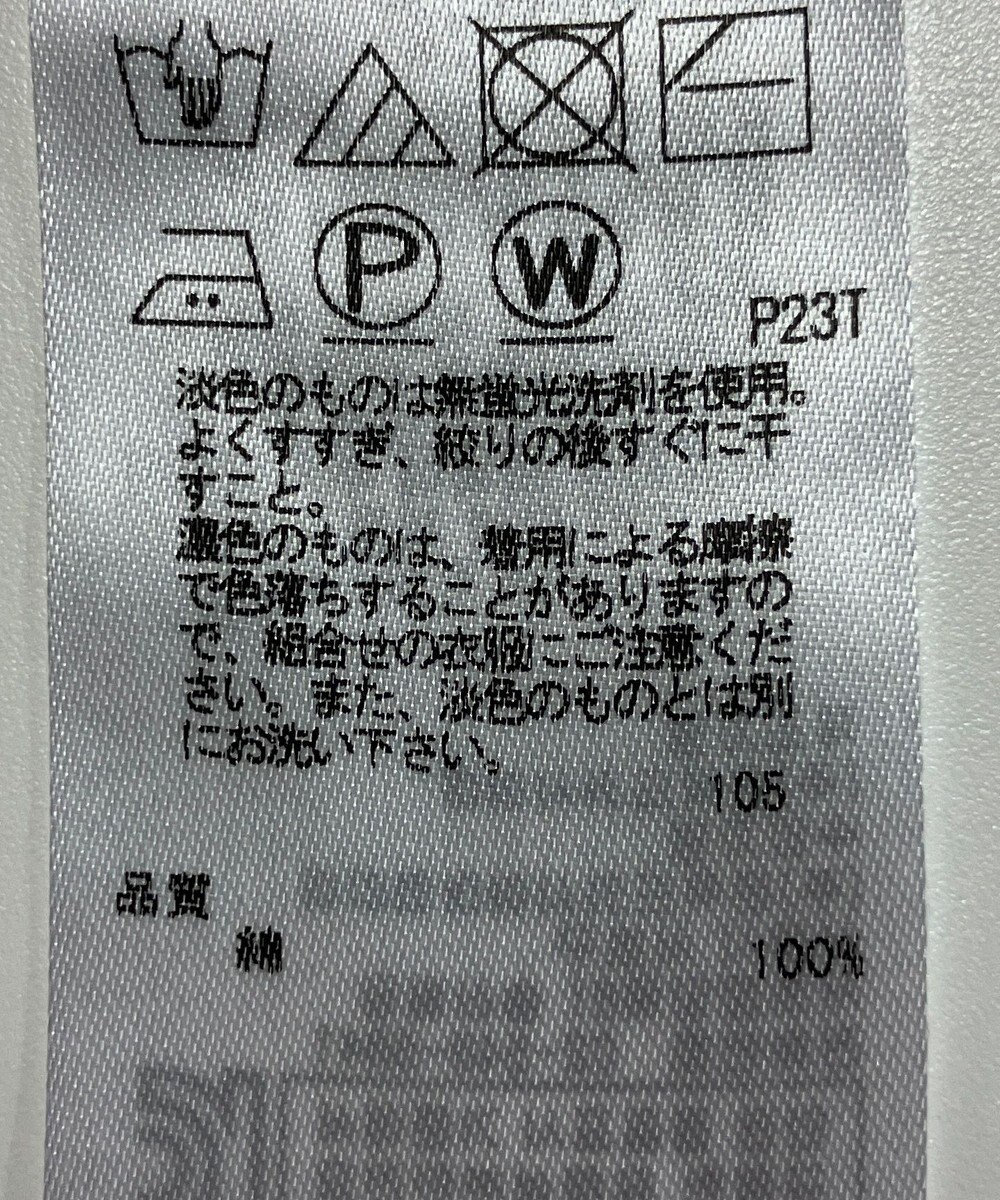 P
W
P23T
淡色のものは無蛍光洗剤を使用。
よくすすぎ、絞りの後すぐに干
すこと。
濃色のものは、着用による摩擦
で色落ちすることがありますの
で、組合せの衣服にご注意くだ
さい。また、淡色のものとは別
にお洗い下さい。
105
品質
綿 100%